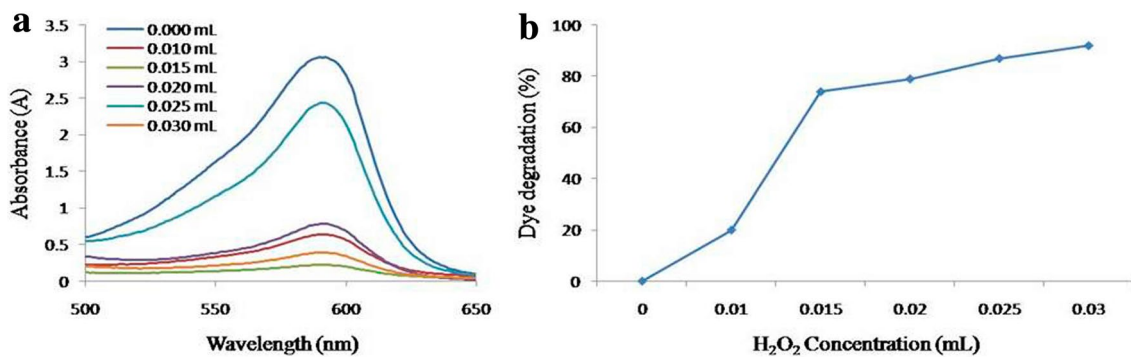 a
3.5
3
2.5
2
1.5
1
0.5
0
Absorbance (A)
0.000 mL
0.010 mL
0.015 mL
0.020 mL
0.025 mL
0.030 mL
500
550
600
650
Wavelength (nm)
b
100
80
60
40
20
0
Dye degradation (%)
0
0.01
0.015
0.02
0.025
0.03
H₂O₂ Concentration (mL)